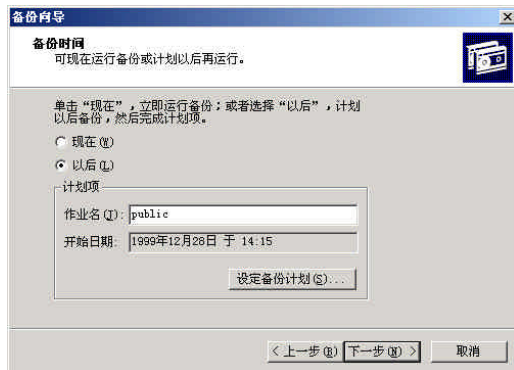 备份向导
备份时间
可现在运行备份或计划以后再运行。
单击“现在”，立即运行备份；或者选择“以后”，计划
以后备份，然后完成计划项。
现在(W)
以后(L)
计划项
作业名(J): public
开始日期: 1999年12月28日 于 14:15
设定备份计划(S)...
< 上一步(B) 下一步(N) > 取消